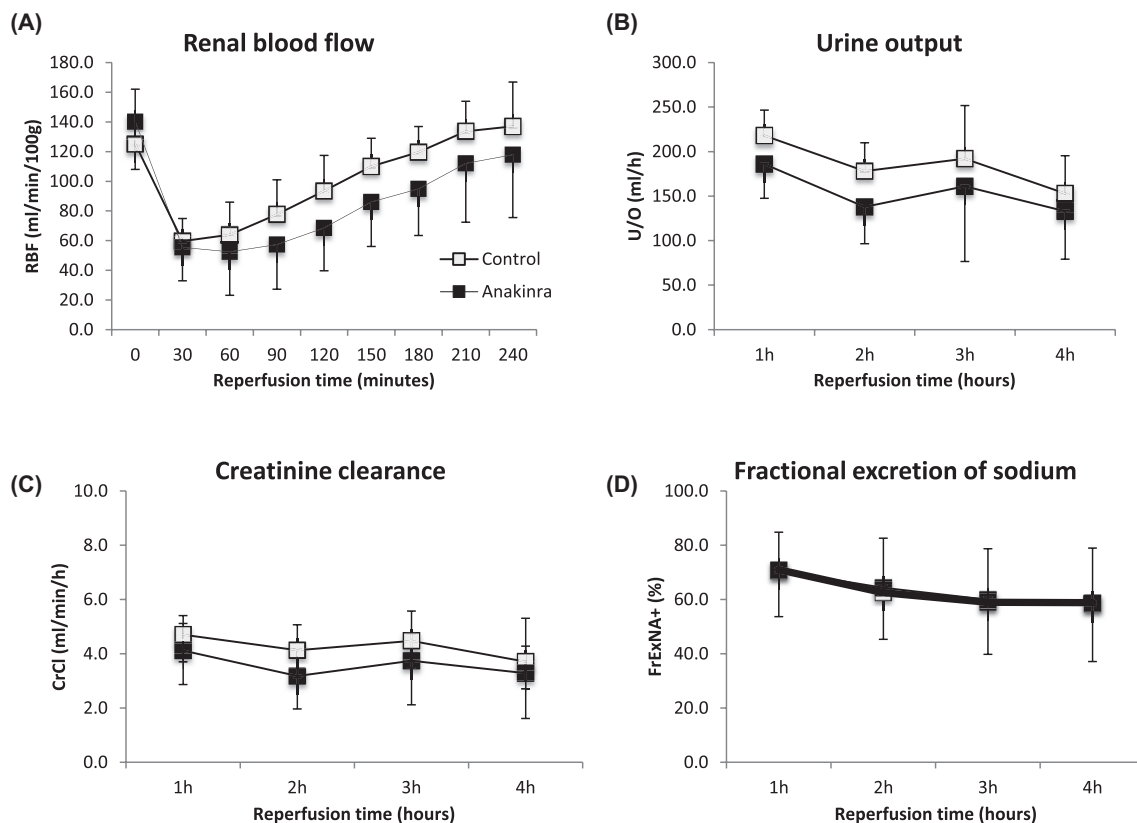 (A)
Renal blood flow
180.0
160.0
140.0
120.0
100.0
80.0
60.0
40.0
20.0
0.0
RBF (ml/min/100g)
Control
Anakinra
0 30 60 90 120 150 180 210 240
Reperfusion time (minutes)
(B)
Urine output
300.0
250.0
200.0
150.0
100.0
50.0
0.0
U/O (ml/h)
1h 2h 3h 4h
Reperfusion time (hours)
(C)
Creatinine clearance
10.0
8.0
6.0
4.0
2.0
0.0
CrCl (ml/min/h)
1h 2h 3h 4h
Reperfusion time (hours)
(D)
Fractional excretion of sodium
100.0
80.0
60.0
40.0
20.0
0.0
FrExNA+ (%)
1h 2h 3h 4h
Reperfusion time (hours)